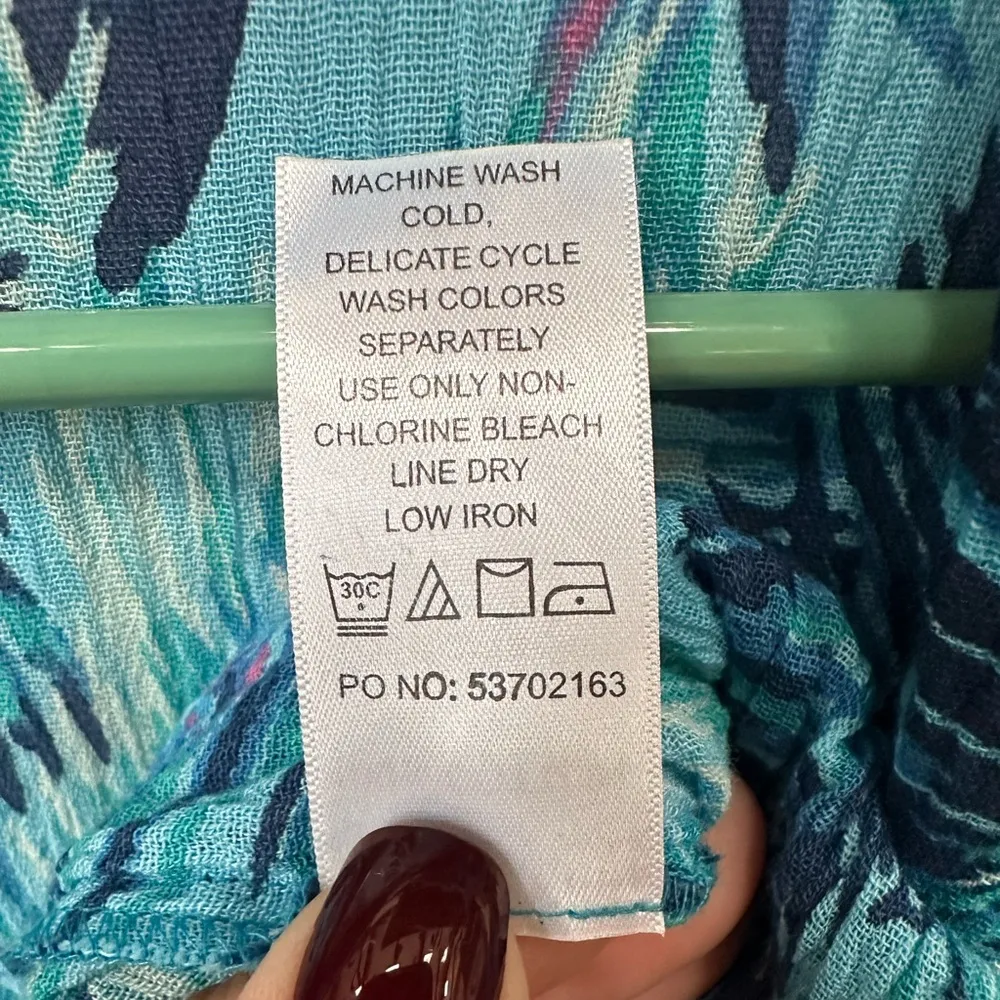 MACHINE WASH
COLD,
DELICATE CYCLE
WASH COLORS
SEPARATELY
USE ONLY NON-
CHLORINE BLEACH
LINE DRY
LOW IRON
30C
PO NO: 53702163